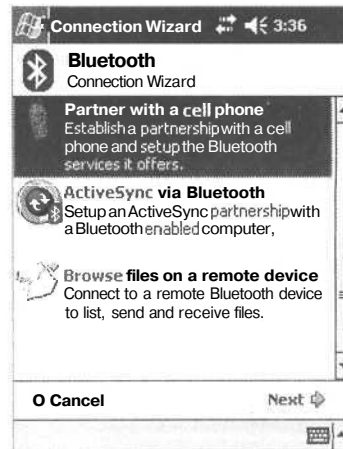 Connection Wizard 3:36
Bluetooth
Connection Wizard
Partner with a cell phone
Establish a partnership with a cell
phone and setup the Bluetooth
services it offers.
ActiveSync via Bluetooth
Setup an ActiveSync partnership with
a Bluetooth enabled computer,
Browse files on a remote device
Connect to a remote Bluetooth device
to list, send and receive files.
O Cancel Next